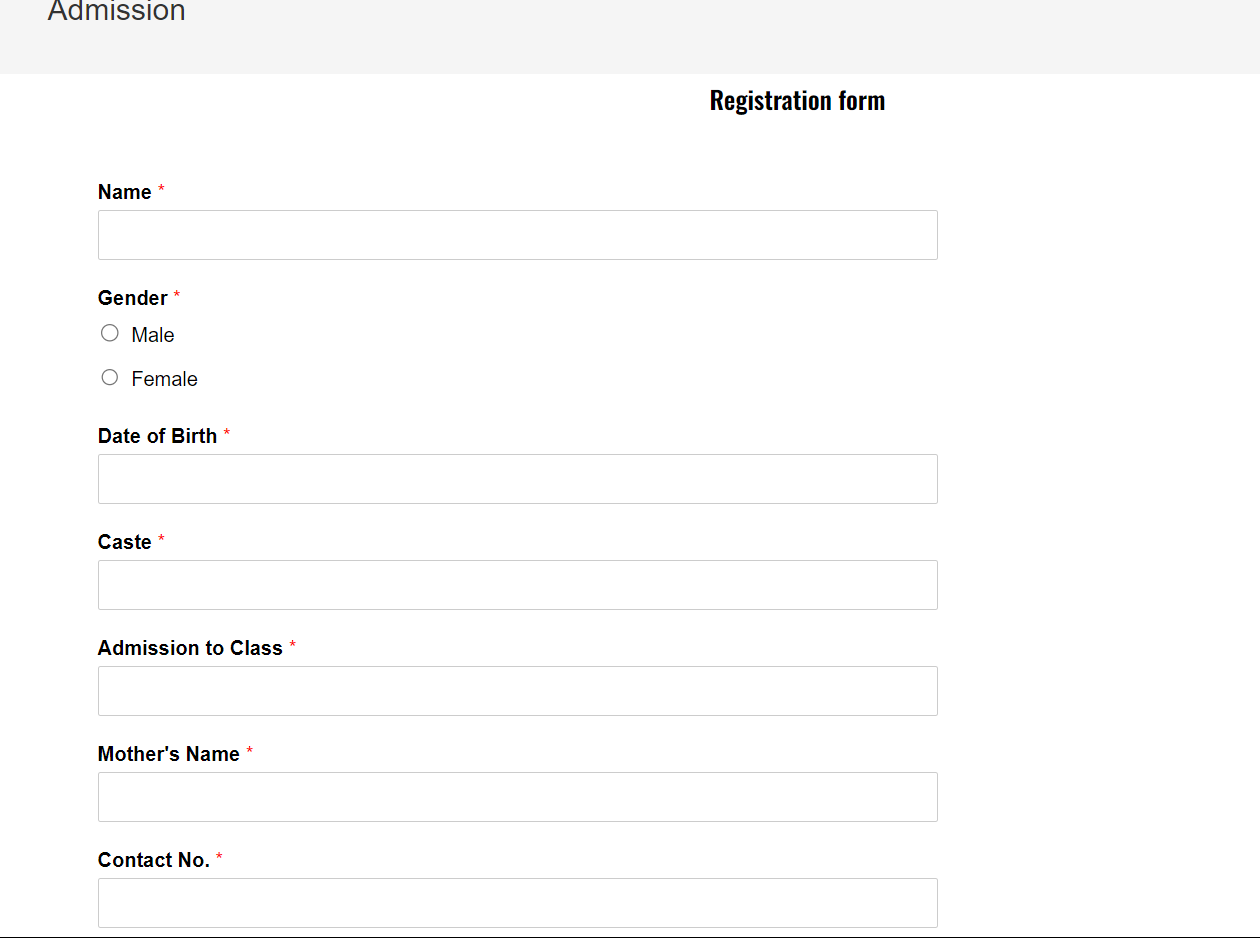 Admission
Registration form
Name *
Gender *
Male
Female
Date of Birth *
Caste *
Admission to Class *
Mother's Name *
Contact No. *